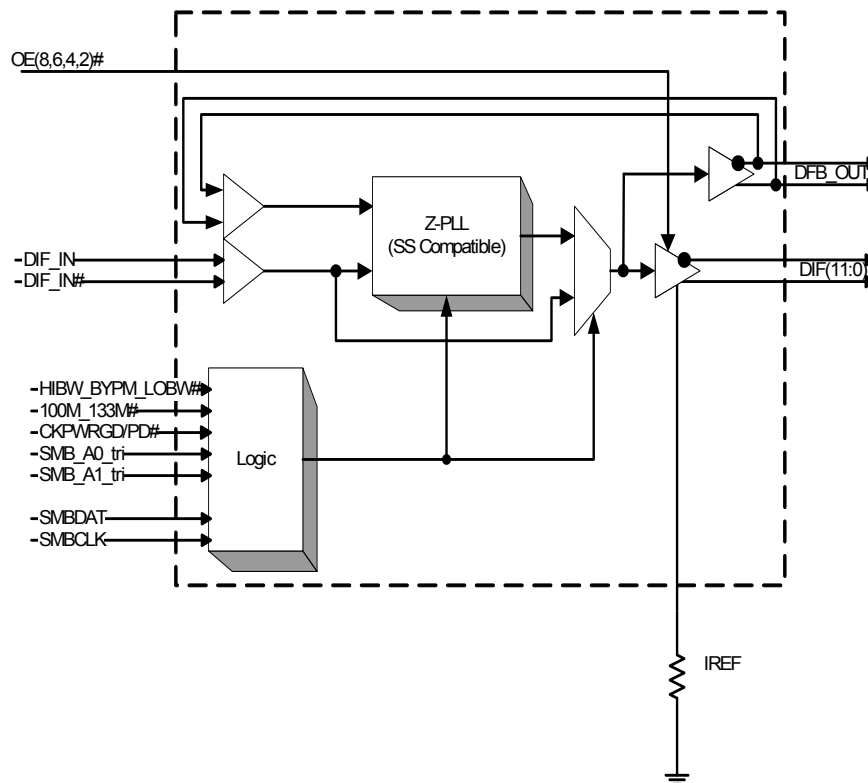 OE(8,6,4,2)#
DFB_OUT
Z-PLL
(SS Compatible)
DIF_IN
DIF_IN#
DIF(11:0)
HIBW_BYPM_LOBW#
100M_133M#
CKPWRGD/PD#
SMB_A0_tri
SMB_A1_tri
Logic
SMBDAT
SMBCLK
IREF